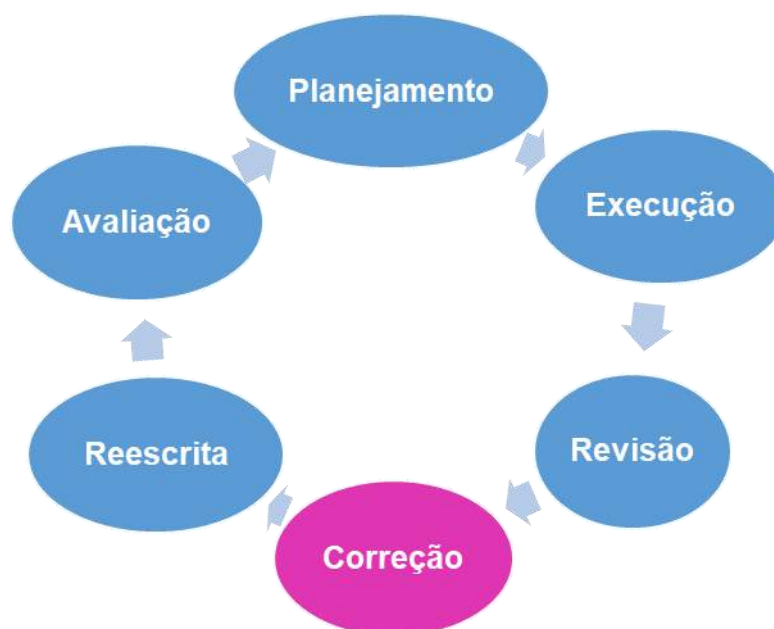 Planejamento
Execução
Revisão
Correção
Reescrita
Avaliação